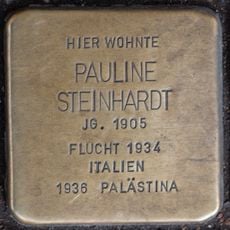 HIER WOHNTE
PAULINE
STEINHARDT
JG. 1905
FLUCHT 1934
ITALIEN
1936 PALÄSTINA